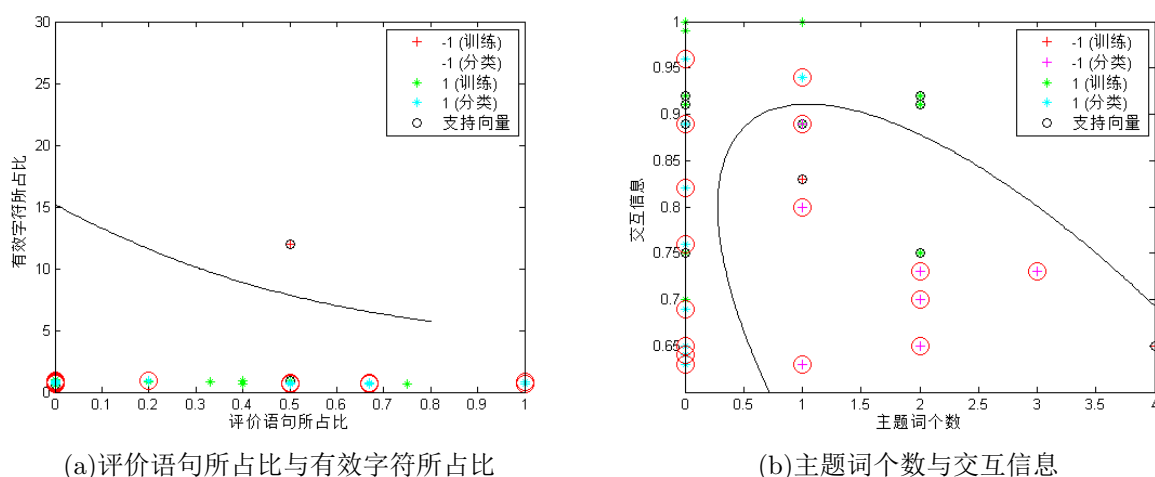 30
25
20
15
10
5
0
有效字符所占比
-1 (训练)
-1 (分类)
1 (训练)
1 (分类)
支持向量
0 0.1 0.2 0.3 0.4 0.5 0.6 0.7 0.8 0.9 1
评价语句所占比
(a)评价语句所占比与有效字符所占比
1
0.95
0.9
0.85
0.8
0.75
0.7
0.65
交互信息
-1 (训练)
-1 (分类)
1 (训练)
1 (分类)
支持向量
0 0.5 1 1.5 2 2.5 3 3.5 4
主题词个数
(b)主题词个数与交互信息